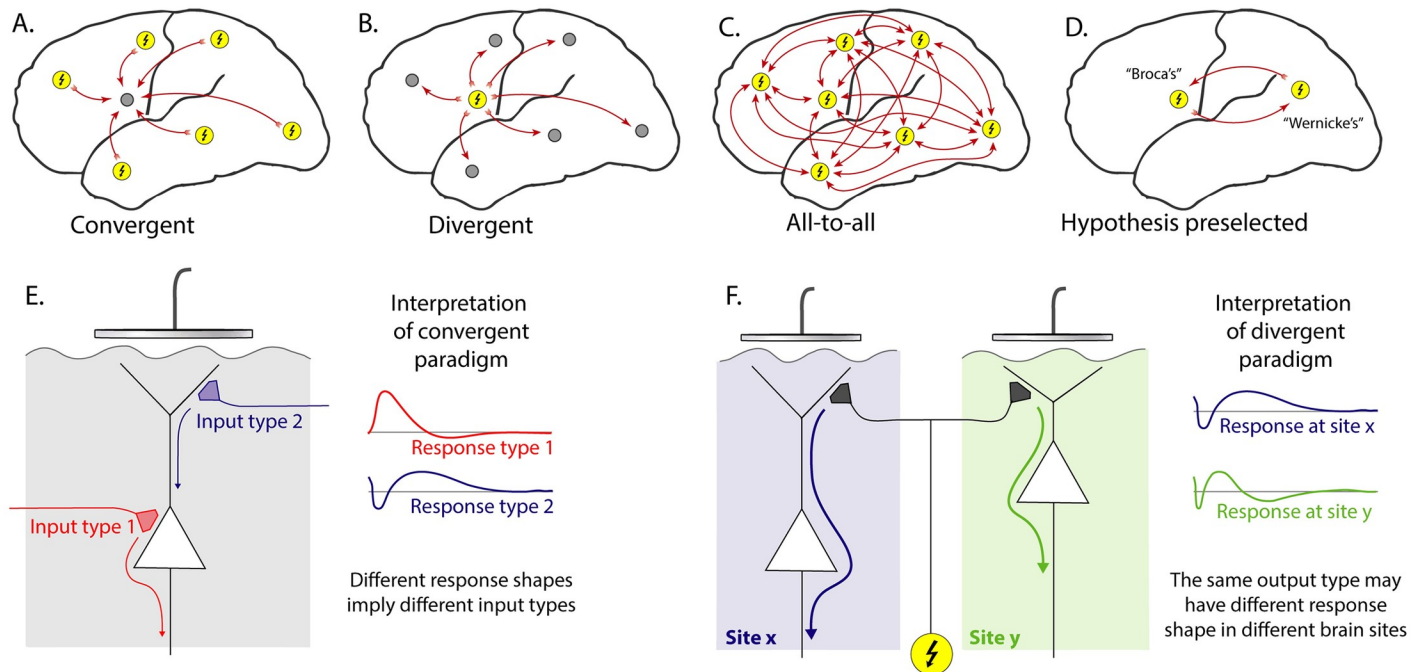 A.
B.
C.
D.
"Broca's"
"Wernicke's"
Convergent
Divergent
All-to-all
Hypothesis preselected
E.
Input type 2
Input type 1
Interpretation
of convergent
paradigm
Response type 1
Response type 2
Different response shapes
imply different input types
F.
Site x
Site y
Interpretation
of divergent
paradigm
Response at site x
Response at site y
The same output type may
have different response
shape in different brain sites